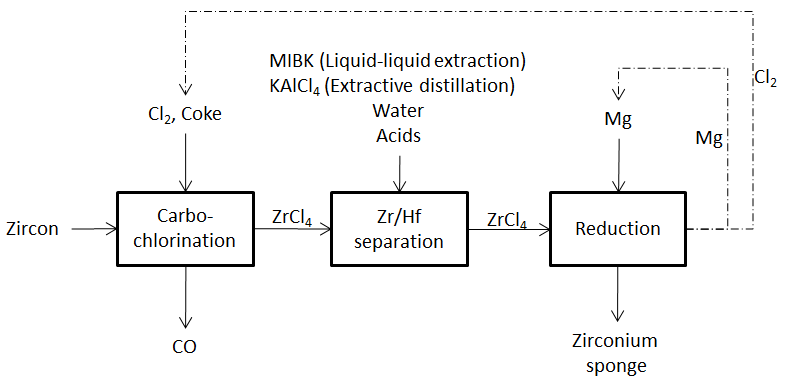 MIBK (Liquid-liquid extraction)
KAlCl₄ (Extractive distillation)
Water
Acids
Cl₂
Cl₂, Coke
Mg
Mg
Zircon
Carbo-
chlorination
ZrCl₄
Zr/Hf
separation
ZrCl₄
Reduction
CO
Zirconium
sponge